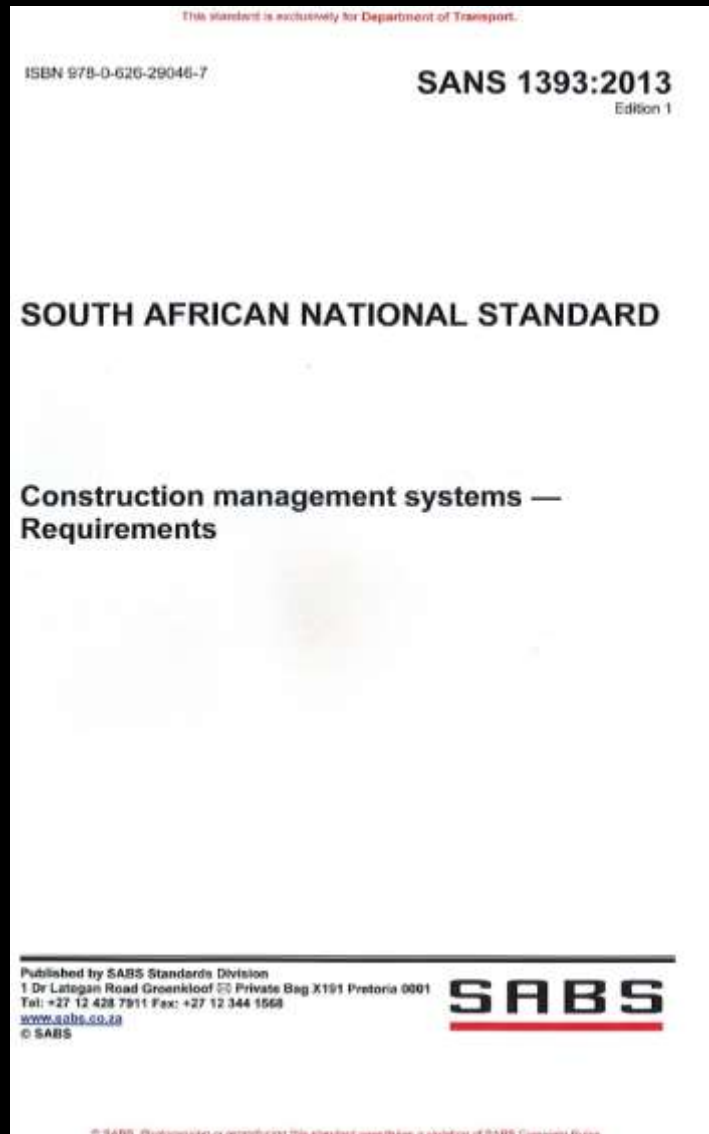 This standard is exclusively for Department of Transport.
ISBN 978-0-626-29046-7
SANS 1393:2013
Edition 1
SOUTH AFRICAN NATIONAL STANDARD
Construction management systems —
Requirements
Published by SABS Standards Division
1 Dr Lategan Road Groenkloof ✉ Private Bag X191 Pretoria 0001
Tel: +27 12 428 7911 Fax: +27 12 344 1568
www.sabs.co.za
© SABS
SABS